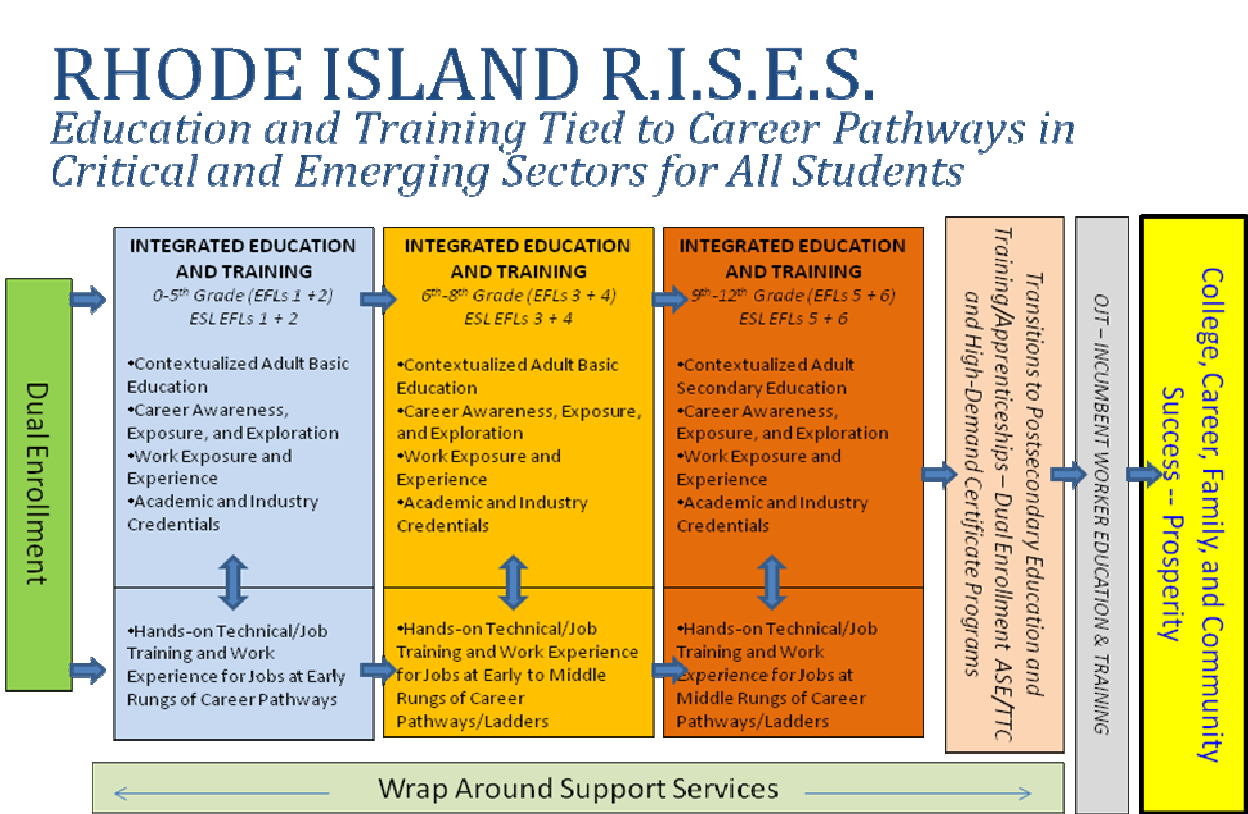 RHODE ISLAND R.I.S.E.S.
Education and Training Tied to Career Pathways in
Critical and Emerging Sectors for All Students
Dual Enrollment
INTEGRATED EDUCATION
AND TRAINING
0-5th Grade (EFLs 1 +2)
ESL EFLs 1 + 2
•Contextualized Adult Basic
Education
•Career Awareness,
Exposure, and Exploration
•Work Exposure and
Experience
•Academic and Industry
Credentials
•Hands-on Technical/Job
Training and Work
Experience for Jobs at Early
Rungs of Career Pathways
INTEGRATED EDUCATION
AND TRAINING
6th-8th Grade (EFLs 3 + 4)
ESL EFLs 3 + 4
•Contextualized Adult Basic
Education
•Career Awareness, Exposure,
and Exploration
•Work Exposure and
Experience
•Academic and Industry
Credentials
•Hands-on Technical/Job
Training and Work Experience
for Jobs at Early to Middle
Rungs of Career
Pathways/Ladders
INTEGRATED EDUCATION
AND TRAINING
9th-12th Grade (EFLs 5 + 6)
ESL EFLs 5 + 6
•Contextualized Adult
Secondary Education
•Career Awareness,
Exposure, and Exploration
•Work Exposure and
Experience
•Academic and Industry
Credentials
•Hands-on Technical/Job
Training and Work
Experience for Jobs at
Middle Rungs of Career
Pathways/Ladders
Transitions to Postsecondary Education and
Training/Apprenticeships – Dual Enrollment ASE/TTC
and High-Demand Certificate Programs
OJT – INCUMBENT WORKER EDUCATION & TRAINING
College, Career, Family, and Community
Success -- Prosperity
Wrap Around Support Services